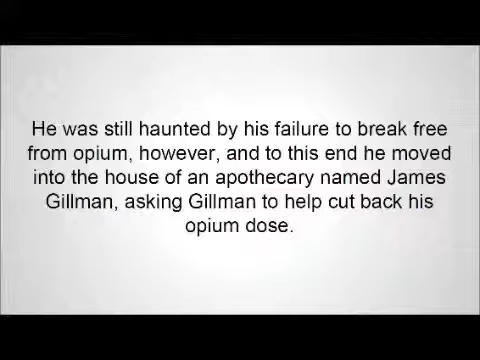 He was still haunted by his failure to break free
from opium, however, and to this end he moved
into the house of an apothecary named James
Gillman, asking Gillman to help cut back his
opium dose.